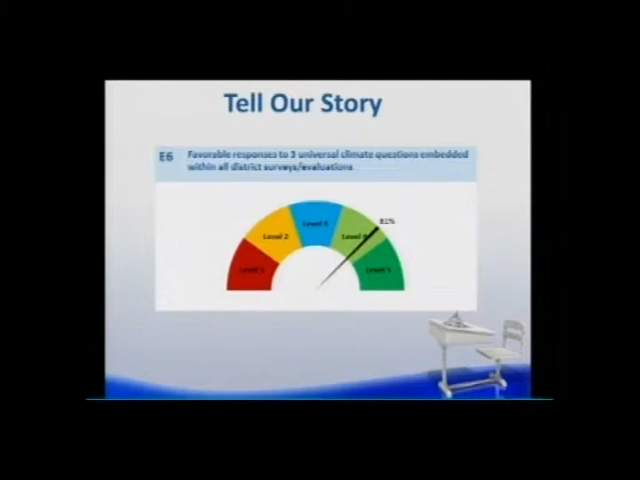 Tell Our Story
E6
Favorable responses to 3 universal climate questions embedded
within all district surveys/evaluations
Level 1
Level 2
Level 3
Level 4
Level 5
81%